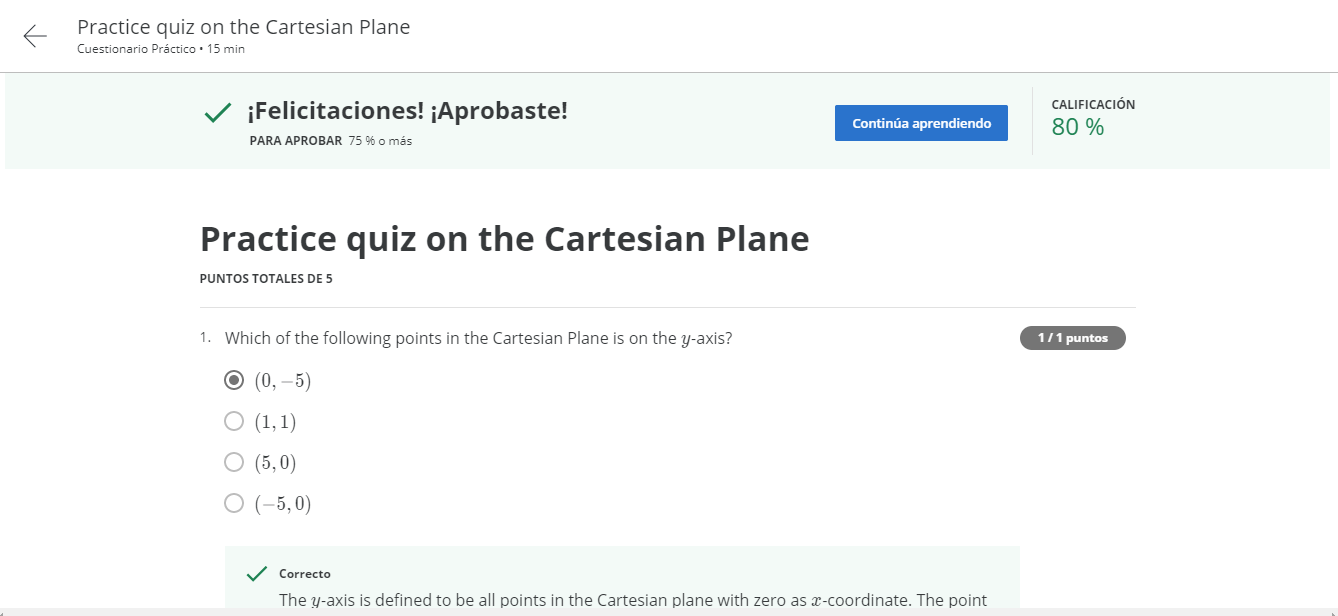 Practice quiz on the Cartesian Plane
Cuestionario Práctico • 15 min
¡Felicitaciones! ¡Aprobaste!
PARA APROBAR 75 % o más
Continúa aprendiendo
CALIFICACIÓN
80 %
Practice quiz on the Cartesian Plane
PUNTOS TOTALES DE 5
1. Which of the following points in the Cartesian Plane is on the y-axis?
1 / 1 puntos
(0, −5)
(1, 1)
(5, 0)
(−5, 0)
Correcto
The y-axis is defined to be all points in the Cartesian plane with zero as x-coordinate. The point